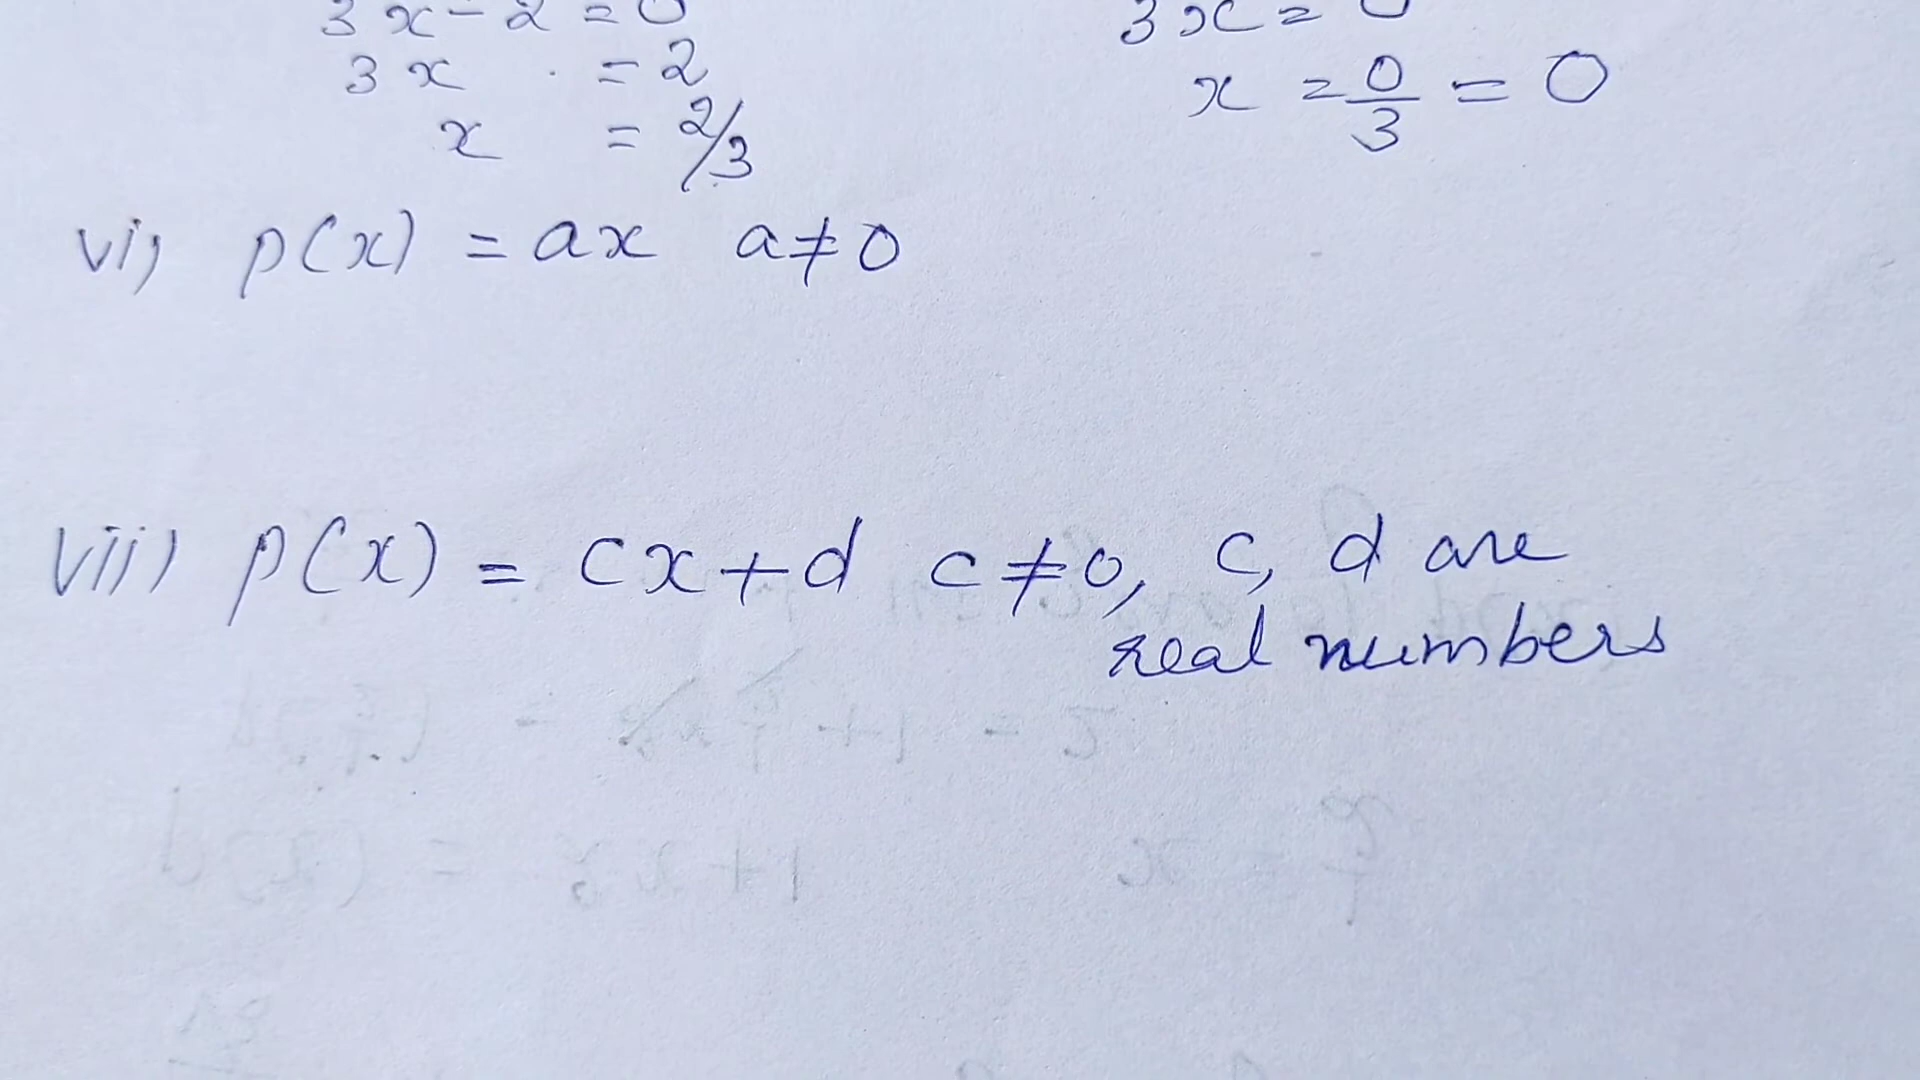 3x - 2 = 0
3x = 2
x = 2/3
3x = 0
x = 0/3 = 0
vi, p(x) = ax a≠0
vii) p(x) = cx+d c≠0, c, d are
real numbers